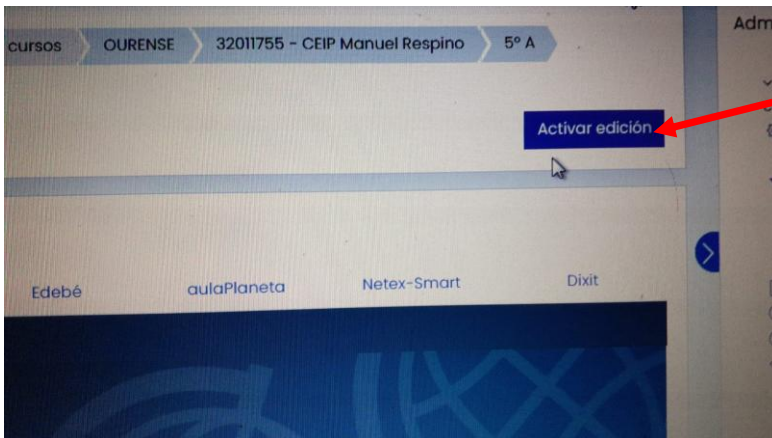 Adm
cursos OURENSE 32011755 - CEIP Manuel Respino 5º A
Activar edición
Edebé aulaPlaneta Netex-Smart Dixit